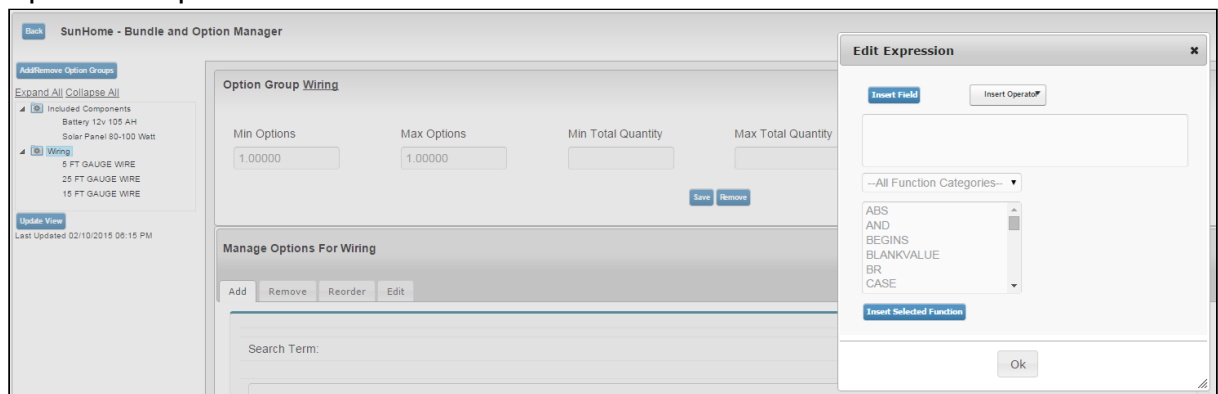 Back SunHome - Bundle and Option Manager
Add/Remove Option Groups
Expand All Collapse All
Included Components
Battery 12v 105 AH
Solar Panel 80-100 Watt
Wiring
5 FT GAUGE WIRE
25 FT GAUGE WIRE
15 FT GAUGE WIRE
Update View
Last Updated 02/10/2015 06:15 PM
Option Group Wiring
Min Options Max Options Min Total Quantity Max Total Quantity
1.00000 1.00000
Save Remove
Manage Options For Wiring
Add Remove Reorder Edit
Search Term:
Edit Expression
Insert Field Insert Operator
--All Function Categories--
ABS
AND
BEGINS
BLANKVALUE
BR
CASE
Insert Selected Function
Ok